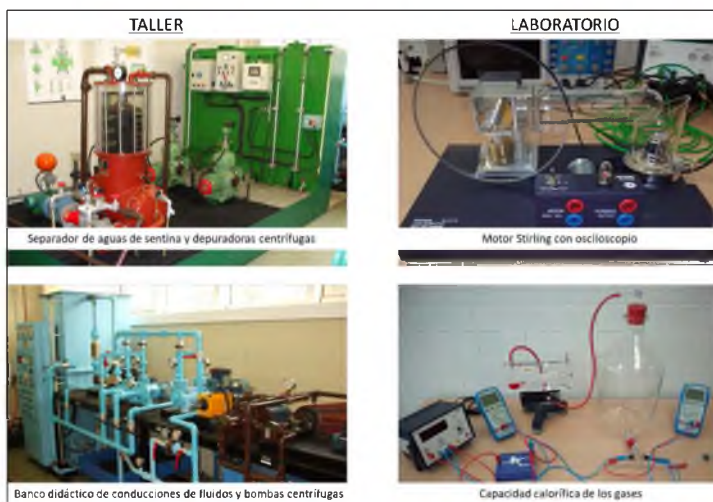 TALLER
LABORATORIO
Separador de aguas de sentina y depuradoras centrífugas
Motor Stirling con osciloscopio
Banco didáctico de conducciones de fluidos y bombas centrífugas
Capacidad calorífica de los gases